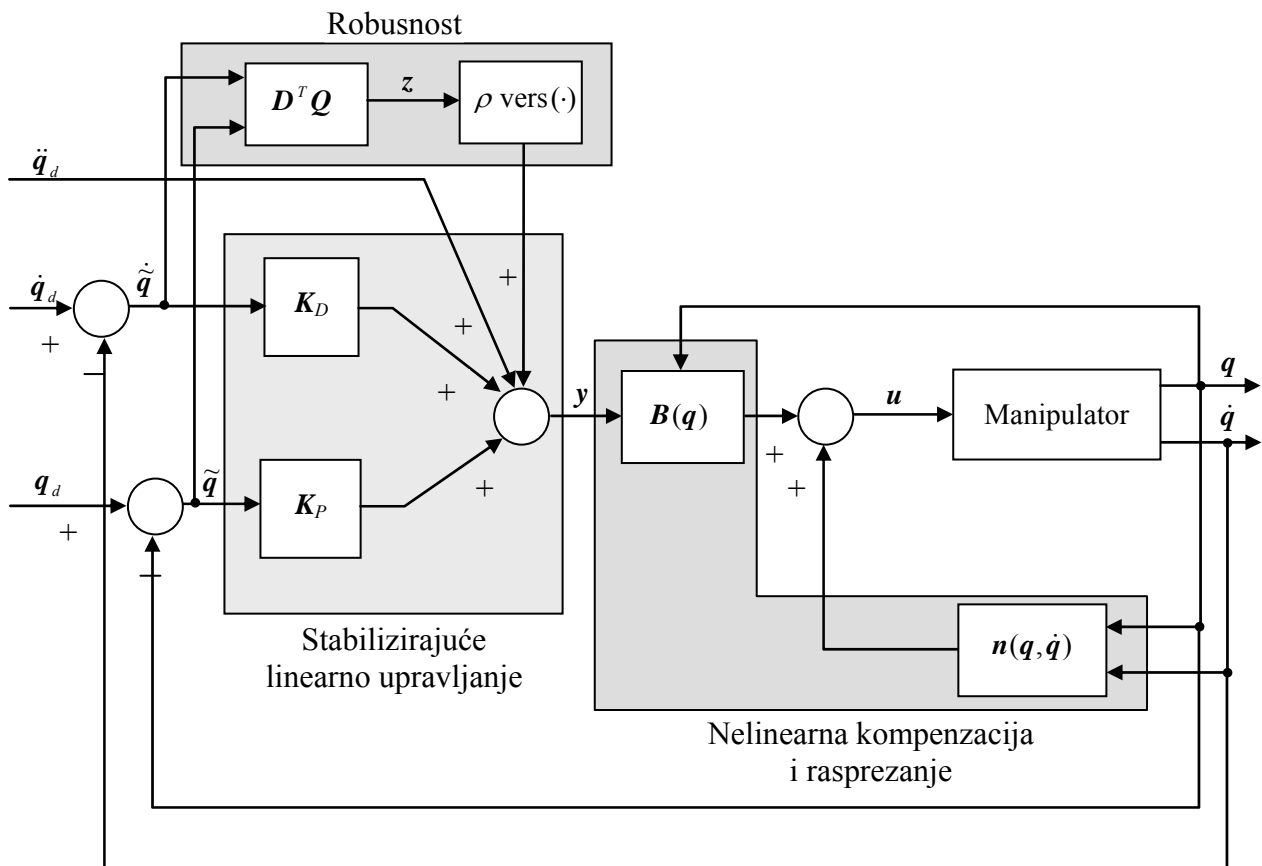 Robusnost
D^T Q
z
ρ vers(·)
q̈_d
+
q̇_d
q̃̇
K_D
+
+
−
+
y
B(q)
+
+
u
Manipulator
q
q̇
q_d
q̃
K_P
+
+
−
n(q,q̇)
Stabilizirajuće
linearno upravljanje
Nelinearna kompenzacija
i rasprezanje